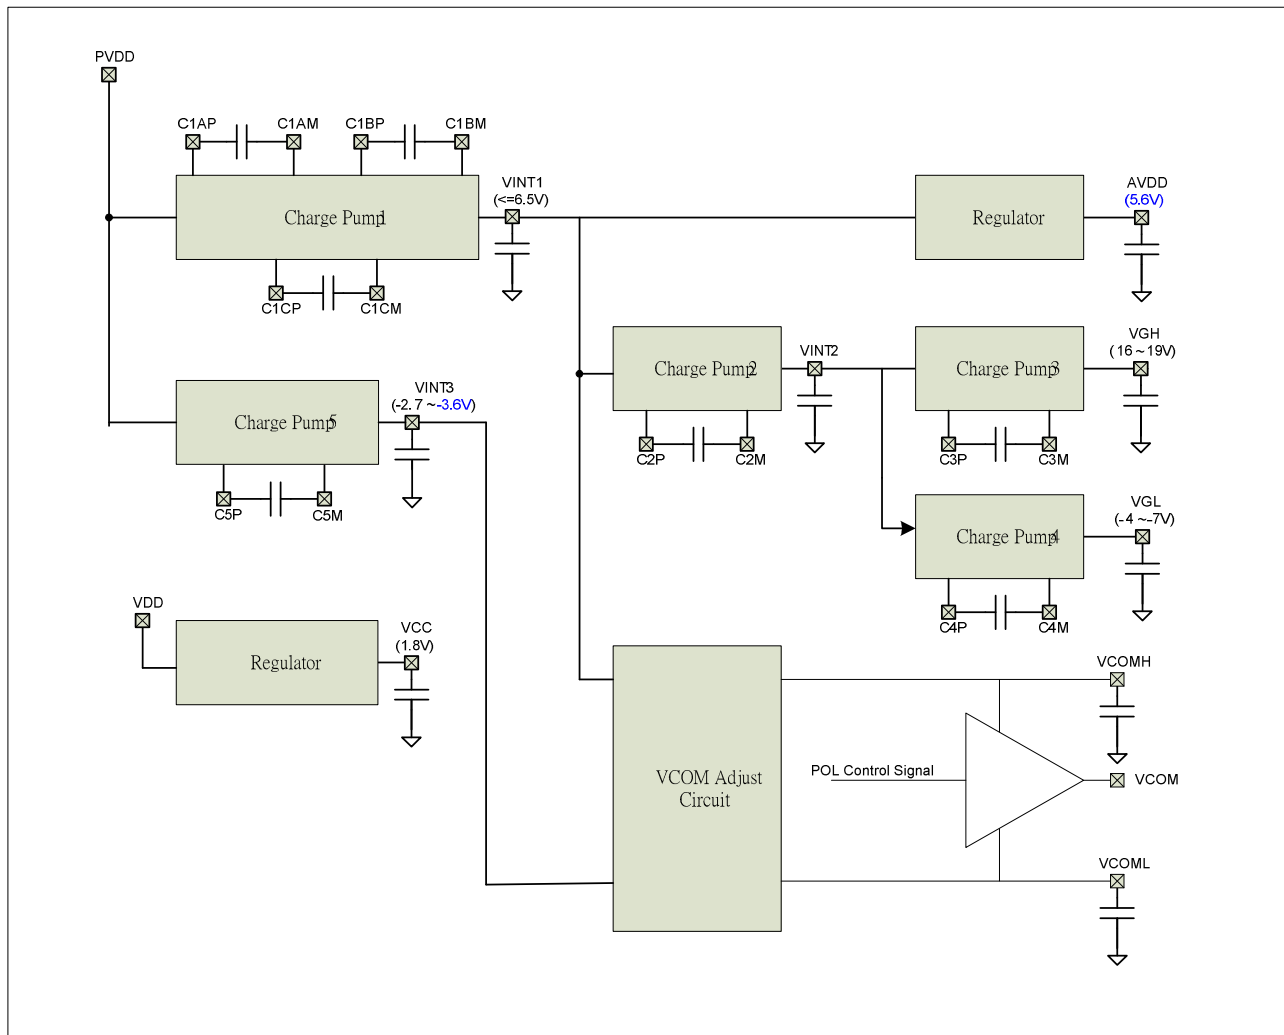 PVDD
C1AP
C1AM
C1BP
C1BM
Charge Pump1
VINT1
(<=6.5V)
Regulator
AVDD
(5.6V)
C1CP
C1CM
Charge Pump2
VINT2
Charge Pump3
VGH
(16~19V)
C2P
C2M
C3P
C3M
Charge Pump5
VINT3
(-2.7~-3.6V)
C5P
C5M
Charge Pump4
VGL
(-4~-7V)
C4P
C4M
VDD
Regulator
VCC
(1.8V)
VCOM Adjust
Circuit
VCOMH
POL Control Signal
VCOM
VCOML